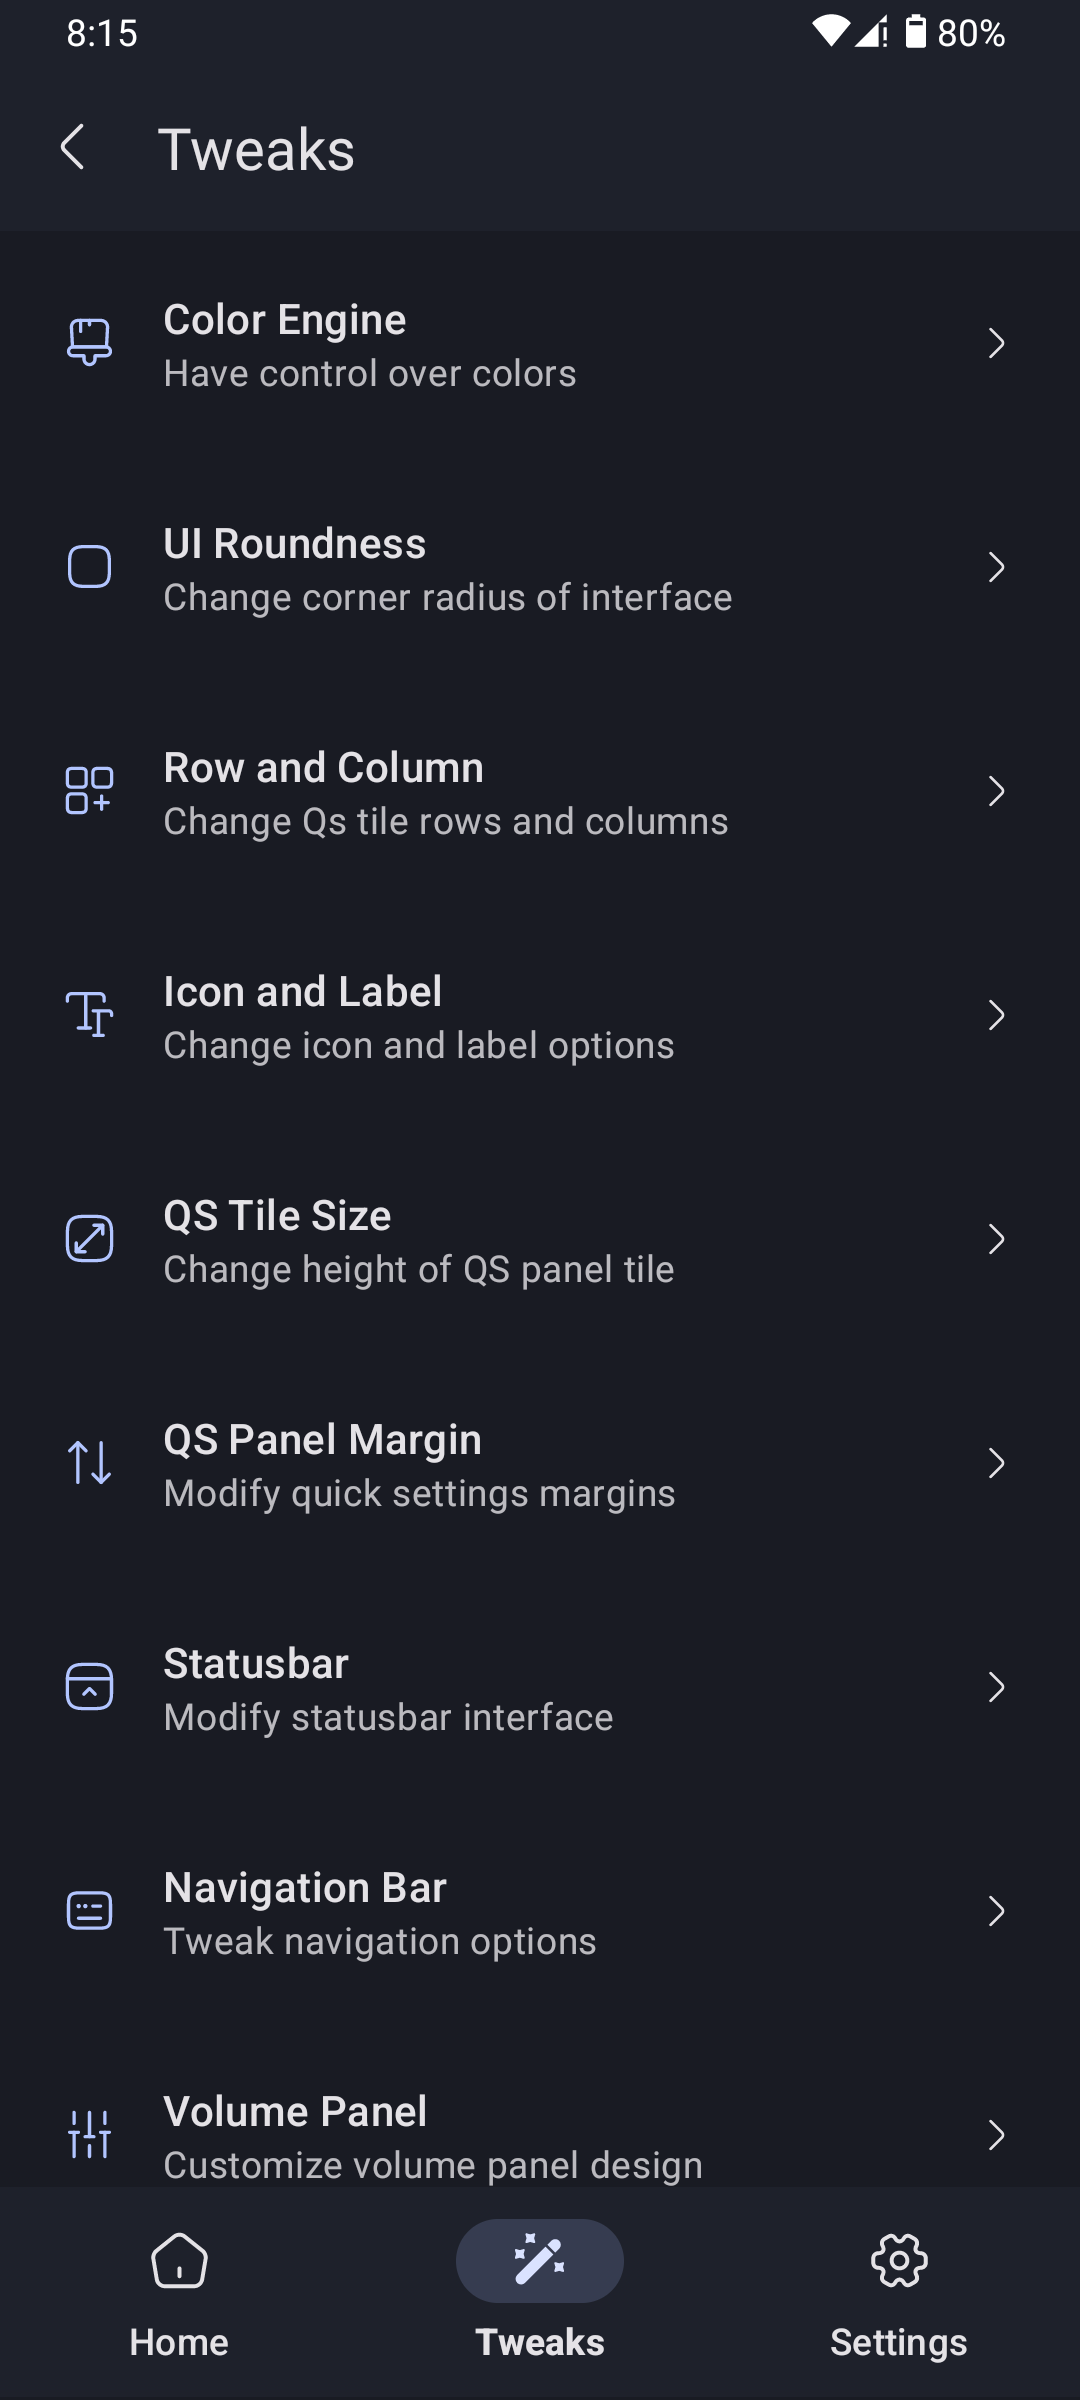 8:15
80%
Tweaks
Color Engine
Have control over colors
UI Roundness
Change corner radius of interface
Row and Column
Change Qs tile rows and columns
Icon and Label
Change icon and label options
QS Tile Size
Change height of QS panel tile
QS Panel Margin
Modify quick settings margins
Statusbar
Modify statusbar interface
Navigation Bar
Tweak navigation options
Volume Panel
Customize volume panel design
Home
Tweaks
Settings